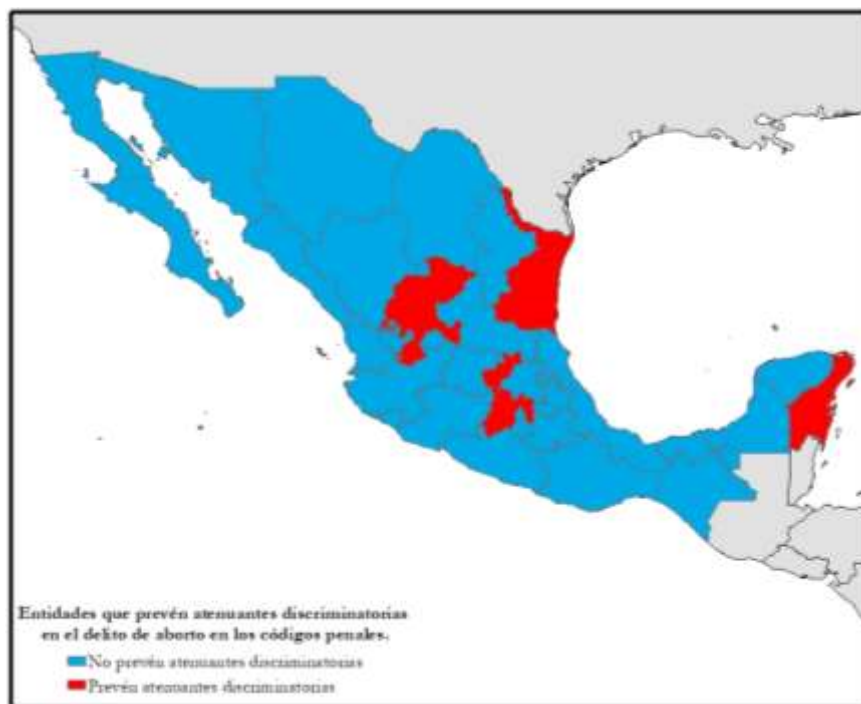 Entidades que prevén atenuantes discriminatorias
en el delito de aborto en los códigos penales.
No prevén atenuantes discriminatorias
Prevén atenuantes discriminatorias